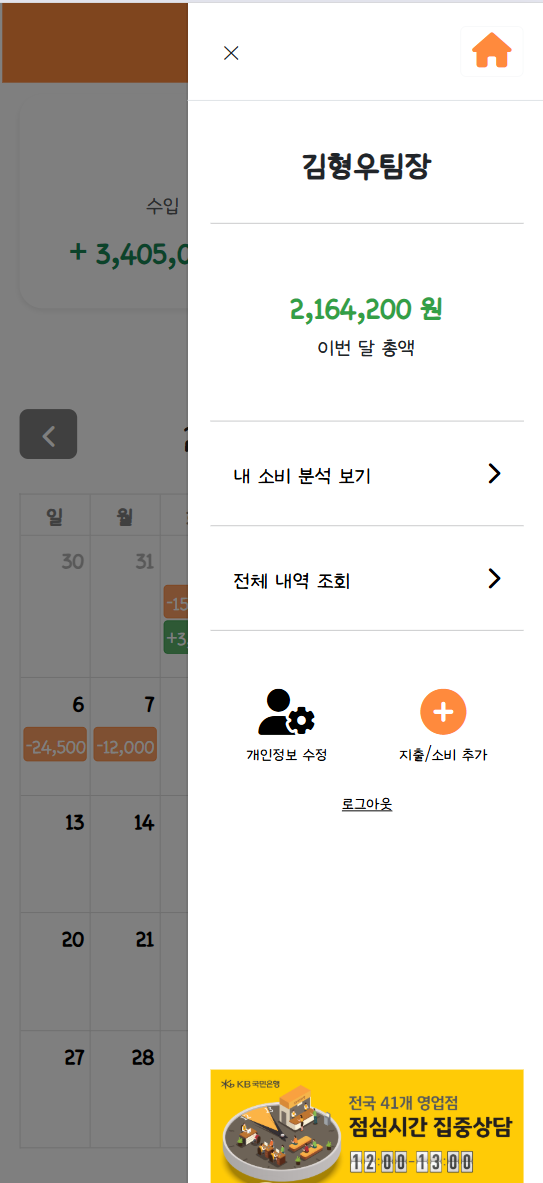 김형우팀장
2,164,200 원
이번 달 총액
내 소비 분석 보기
전체 내역 조회
개인정보 수정
지출/소비 추가
로그아웃
KB 국민은행
전국 41개 영업점
점심시간 집중상담
12:00-13:00
수입
+ 3,405,0
일 월
30 31
-15
+3
6 7
-24,500 -12,000
13 14
20 21
27 28